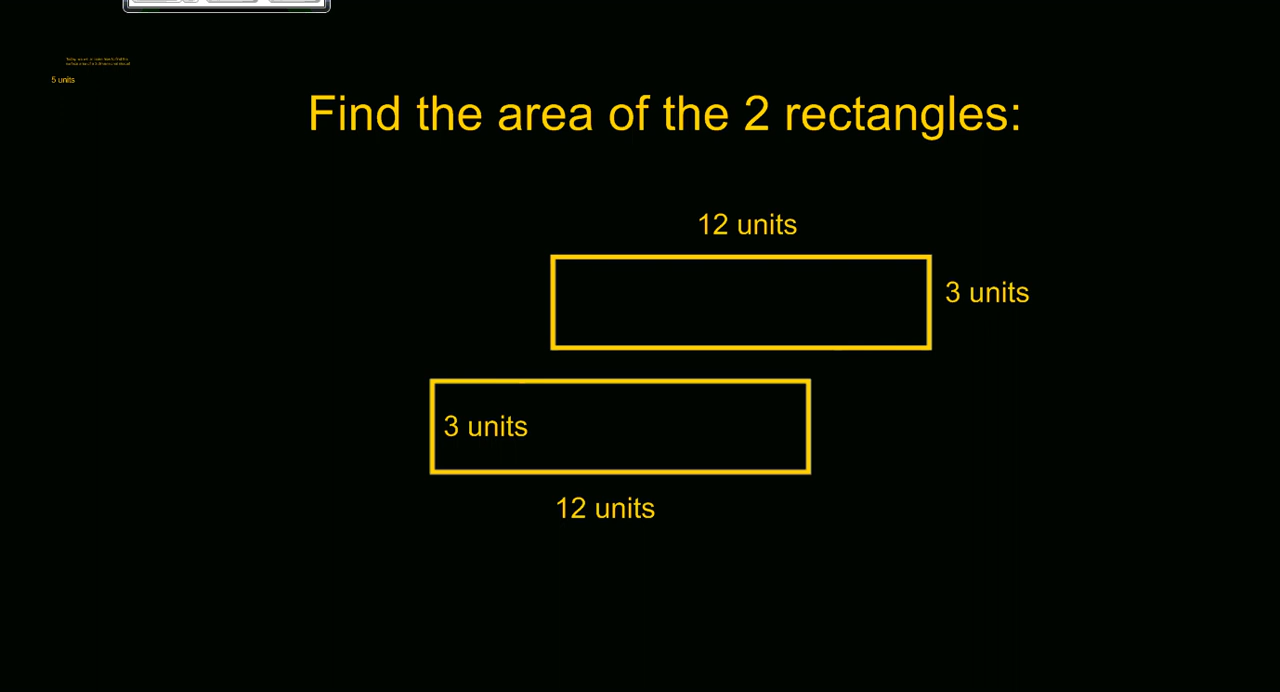 5 units
Find the area of the 2 rectangles:
12 units
3 units
3 units
12 units